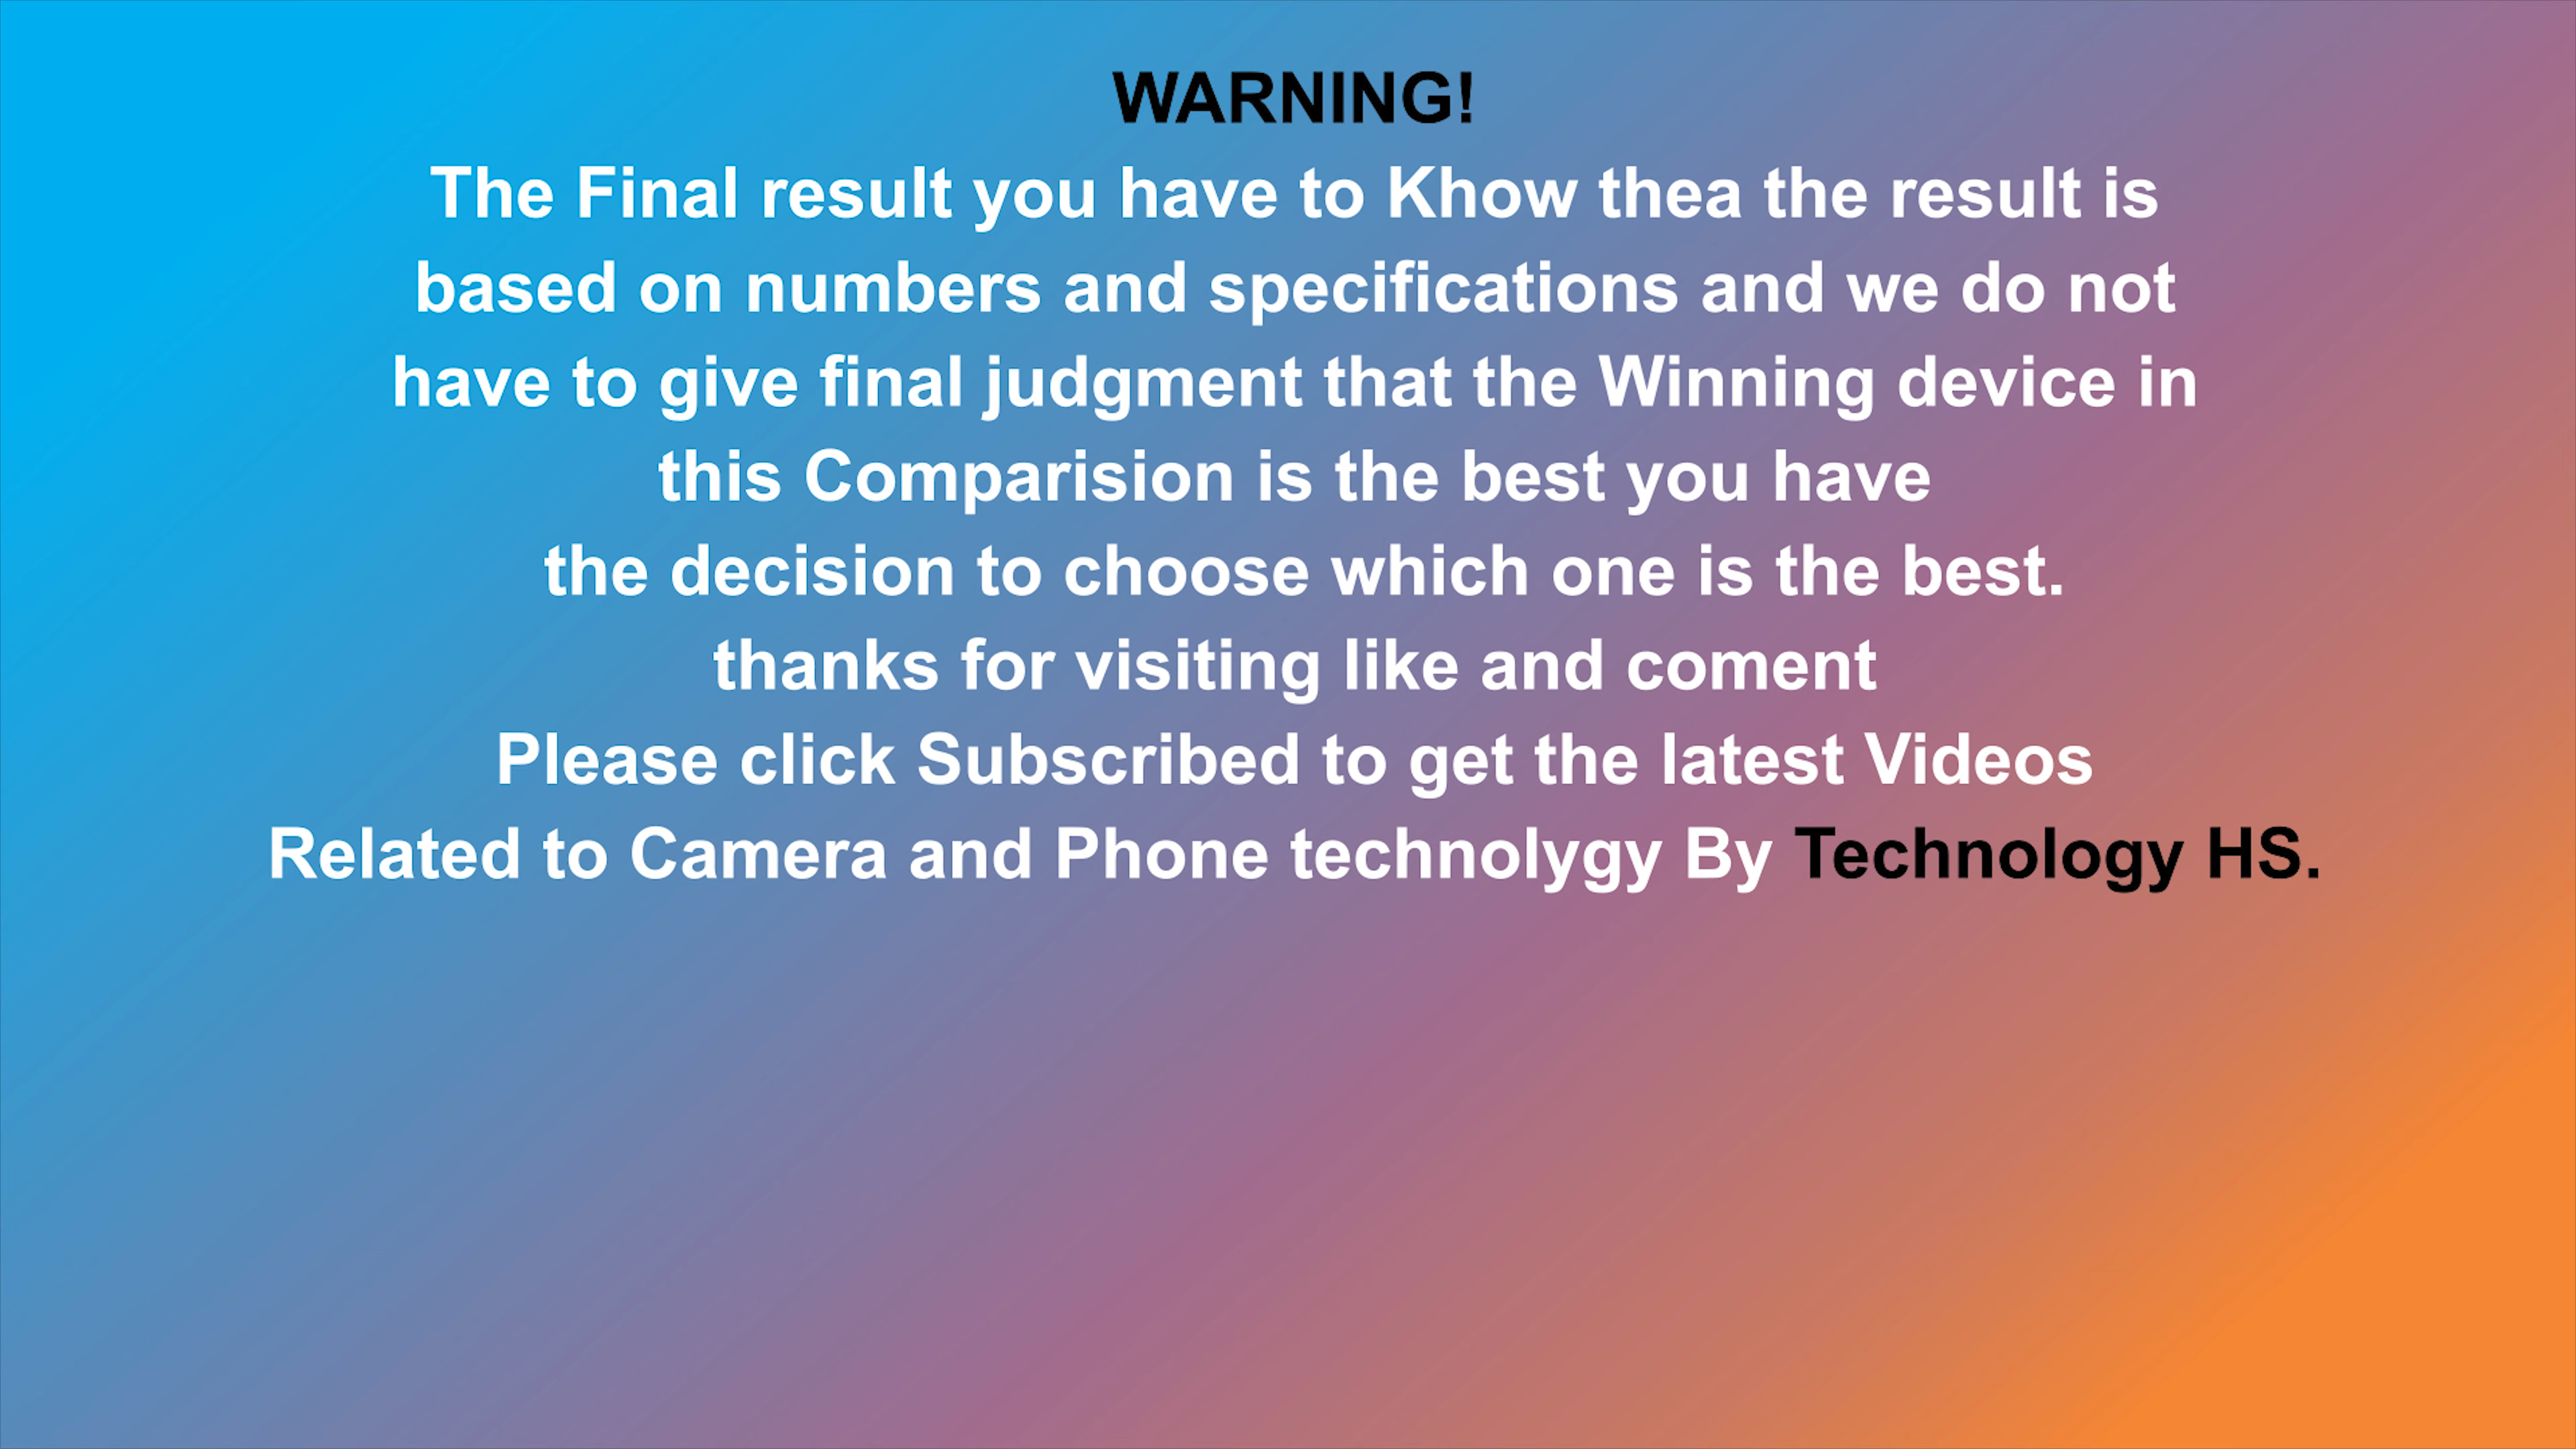 WARNING!
The Final result you have to Khow thea the result is
based on numbers and specifications and we do not
have to give final judgment that the Winning device in
this Comparision is the best you have
the decision to choose which one is the best.
thanks for visiting like and coment
Please click Subscribed to get the latest Videos
Related to Camera and Phone technolygy By Technology HS.